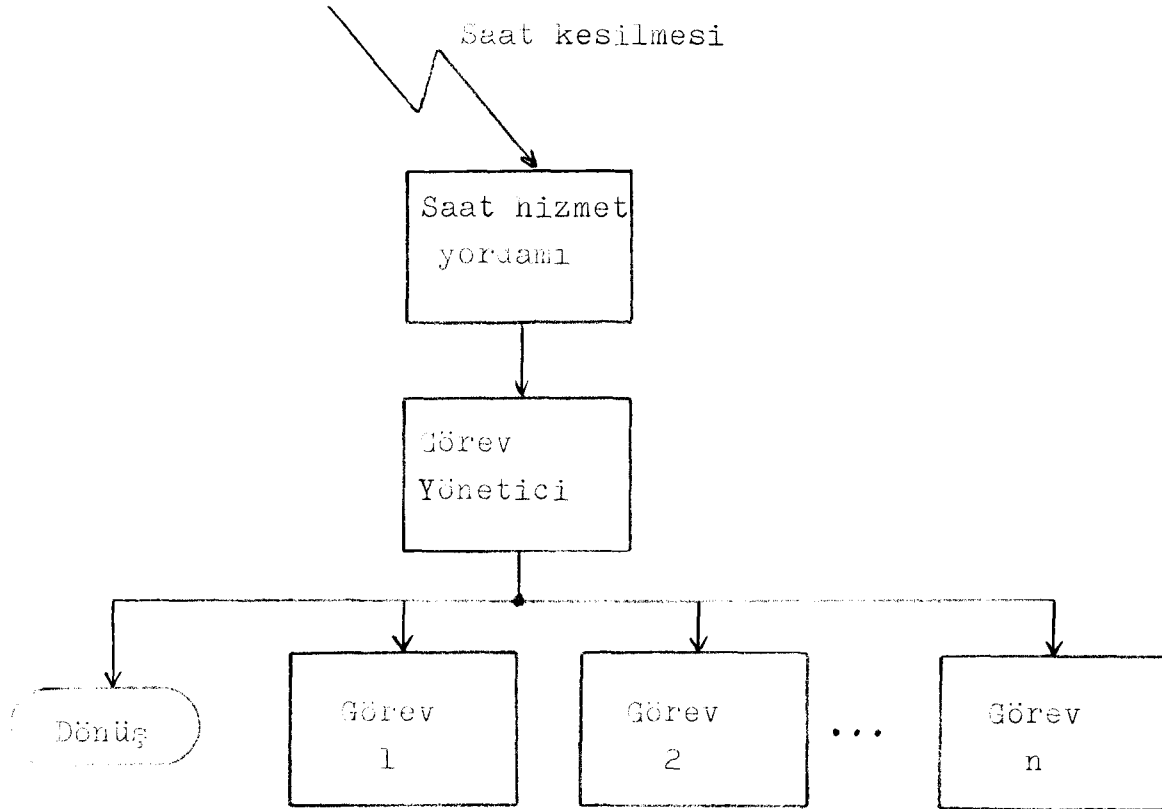 Saat kesilmesi
Saat hizmet
yordamı
Görev
Yönetici
Dönüş
Görev
1
Görev
2
...
Görev
n